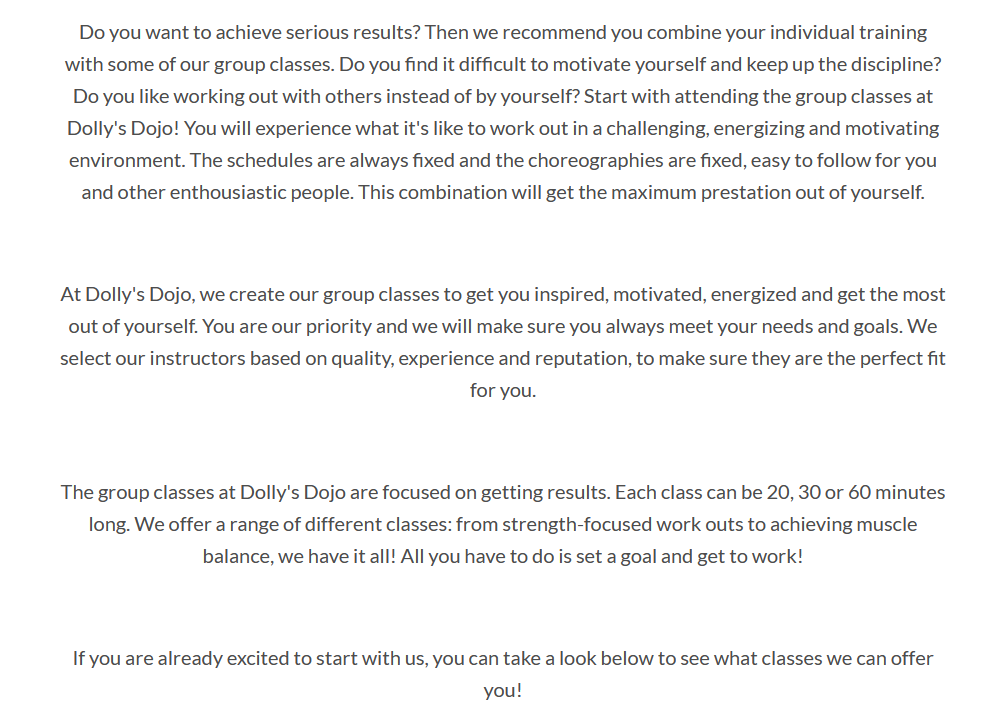 Do you want to achieve serious results? Then we recommend you combine your individual training
with some of our group classes. Do you find it difficult to motivate yourself and keep up the discipline?
Do you like working out with others instead of by yourself? Start with attending the group classes at
Dolly's Dojo! You will experience what it's like to work out in a challenging, energizing and motivating
environment. The schedules are always fixed and the choreographies are fixed, easy to follow for you
and other enthousiastic people. This combination will get the maximum prestation out of yourself.
At Dolly's Dojo, we create our group classes to get you inspired, motivated, energized and get the most
out of yourself. You are our priority and we will make sure you always meet your needs and goals. We
select our instructors based on quality, experience and reputation, to make sure they are the perfect fit
for you.
The group classes at Dolly's Dojo are focused on getting results. Each class can be 20, 30 or 60 minutes
long. We offer a range of different classes: from strength-focused work outs to achieving muscle
balance, we have it all! All you have to do is set a goal and get to work!
If you are already excited to start with us, you can take a look below to see what classes we can offer
you!